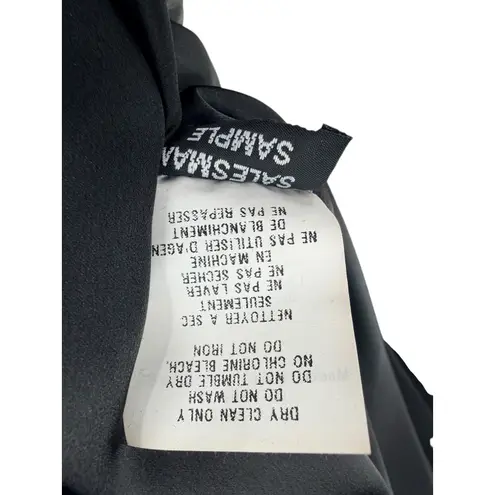 SALESMAN
SAMPLE
DRY CLEAN ONLY
DO NOT WASH
DO NOT TUMBLE DRY
NO CHLORINE BLEACH.
DO NOT IRON
NETTOYER A SEC
SEULEMENT
NE PAS LAVER
NE PAS SECHER
EN MACHINE
NE PAS UTILISER D'AGEN
DE BLANCHIMENT
NE PAS REPASSER